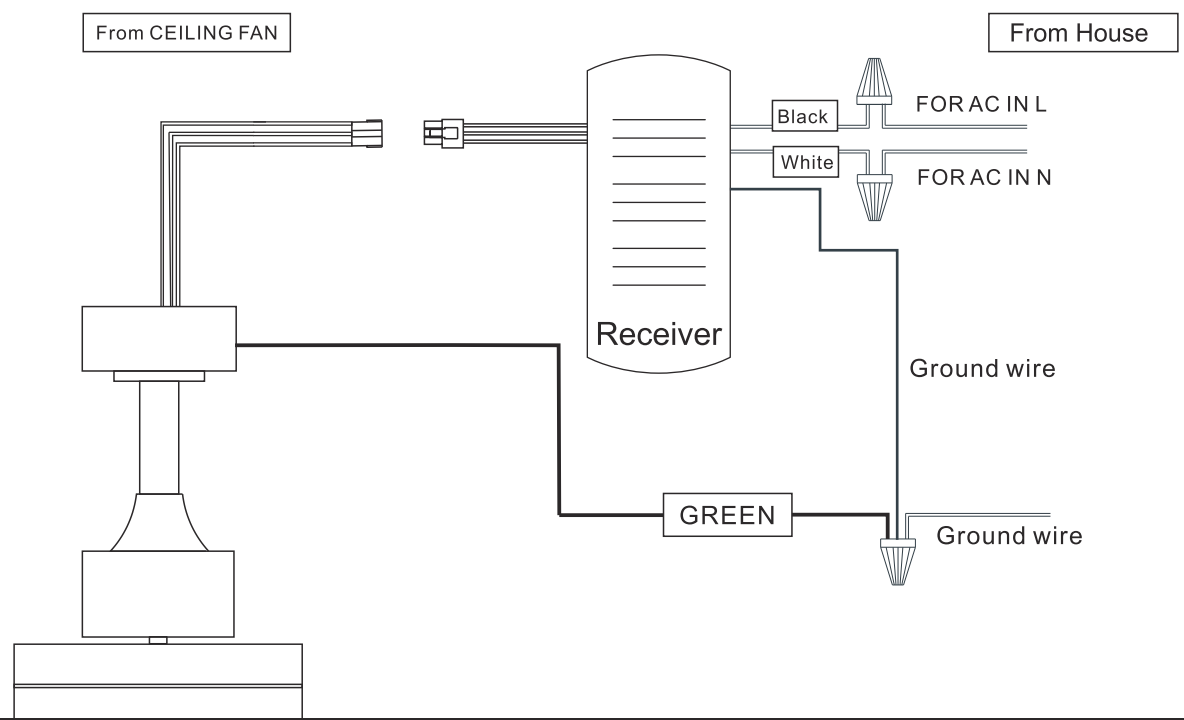 From CEILING FAN
From House
Black
FOR AC IN L
White
FOR AC IN N
Receiver
Ground wire
GREEN
Ground wire